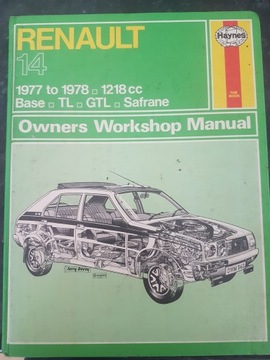 RENAULT
Haynes
14
1977 to 1978 □ 1218 cc
Base □ TL □ GTL □ Safrane
Owners Workshop Manual